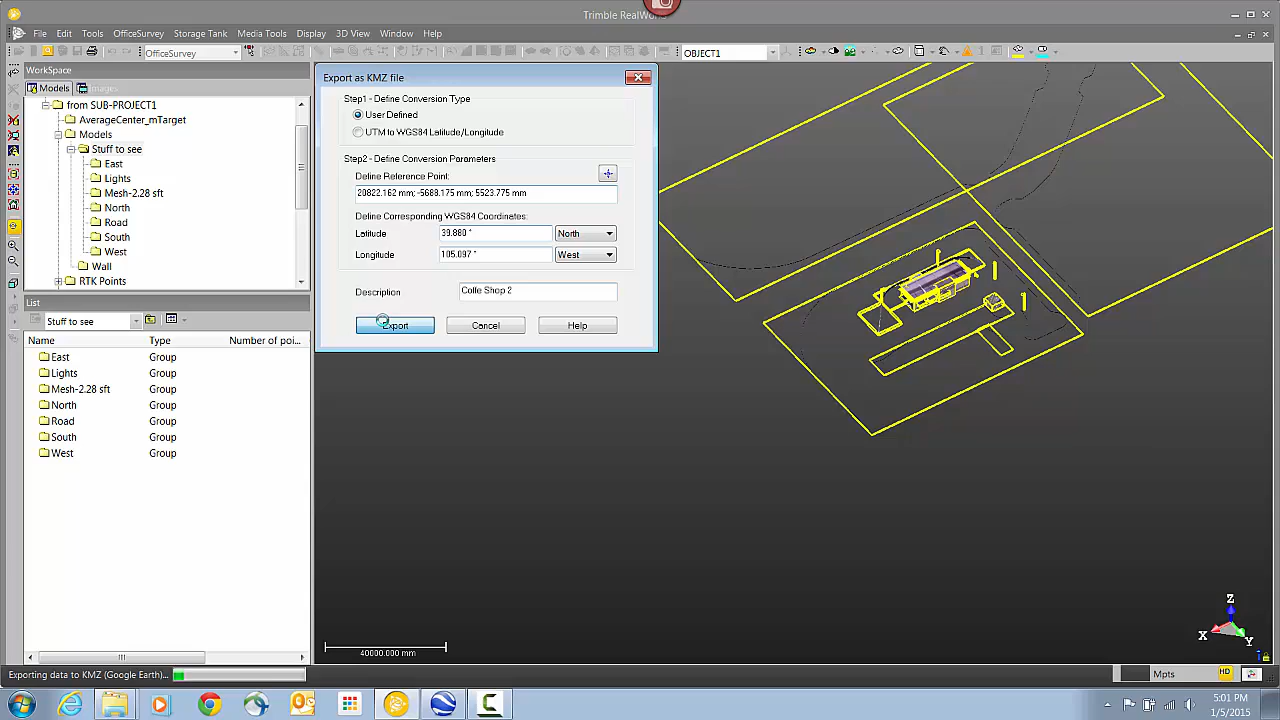 Trimble RealWo
File Edit Tools OfficeSurvey Storage Tank Media Tools Display 3D View Window Help
OfficeSurvey
OBJECT1
WorkSpace
Models Images
from SUB-PROJECT1
AverageCenter_mTarget
Models
Stuff to see
East
Lights
Mesh-2.28 sft
North
Road
South
West
Wall
RTK Points
Export as KMZ file
Step1 - Define Conversion Type
User Defined
UTM to WGS84 Latitude/Longitude
Step2 - Define Conversion Parameters
Define Reference Point:
20822.162 mm; -5688.175 mm; 5523.775 mm
Define Corresponding WGS84 Coordinates:
Latitude 39.880 ° North
Longitude 105.097 ° West
Description Coffe Shop 2
Export Cancel Help
List
Stuff to see
Name Type Number of poi...
East Group
Lights Group
Mesh-2.28 sft Group
North Group
Road Group
South Group
West Group
40000.000 mm
Z
X
Y
Exporting data to KMZ (Google Earth)...
Mpts
HD
5:01 PM
1/5/2015